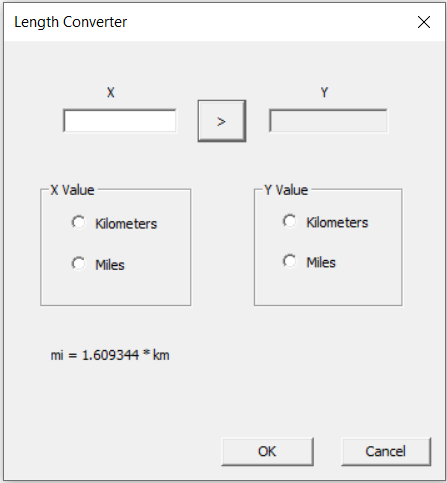 Length Converter
X
Y
>
X Value
Kilometers
Miles
Y Value
Kilometers
Miles
mi = 1.609344 * km
OK
Cancel